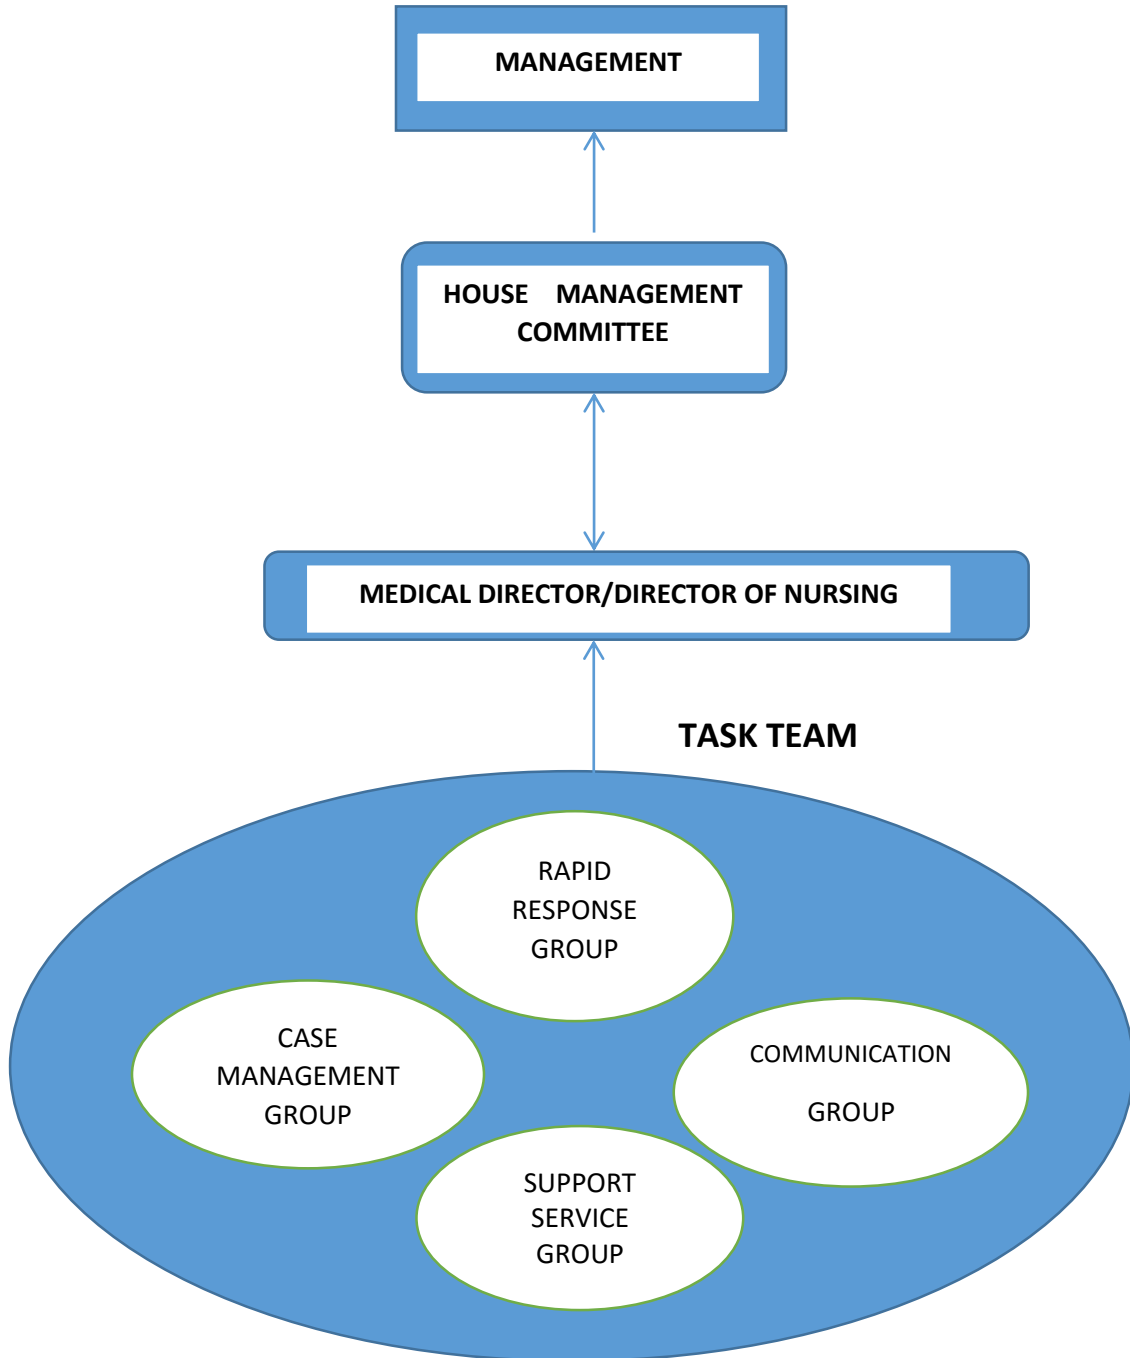 MANAGEMENT
HOUSE MANAGEMENT
COMMITTEE
MEDICAL DIRECTOR/DIRECTOR OF NURSING
TASK TEAM
RAPID
RESPONSE
GROUP
CASE
MANAGEMENT
GROUP
COMMUNICATION
GROUP
SUPPORT
SERVICE
GROUP